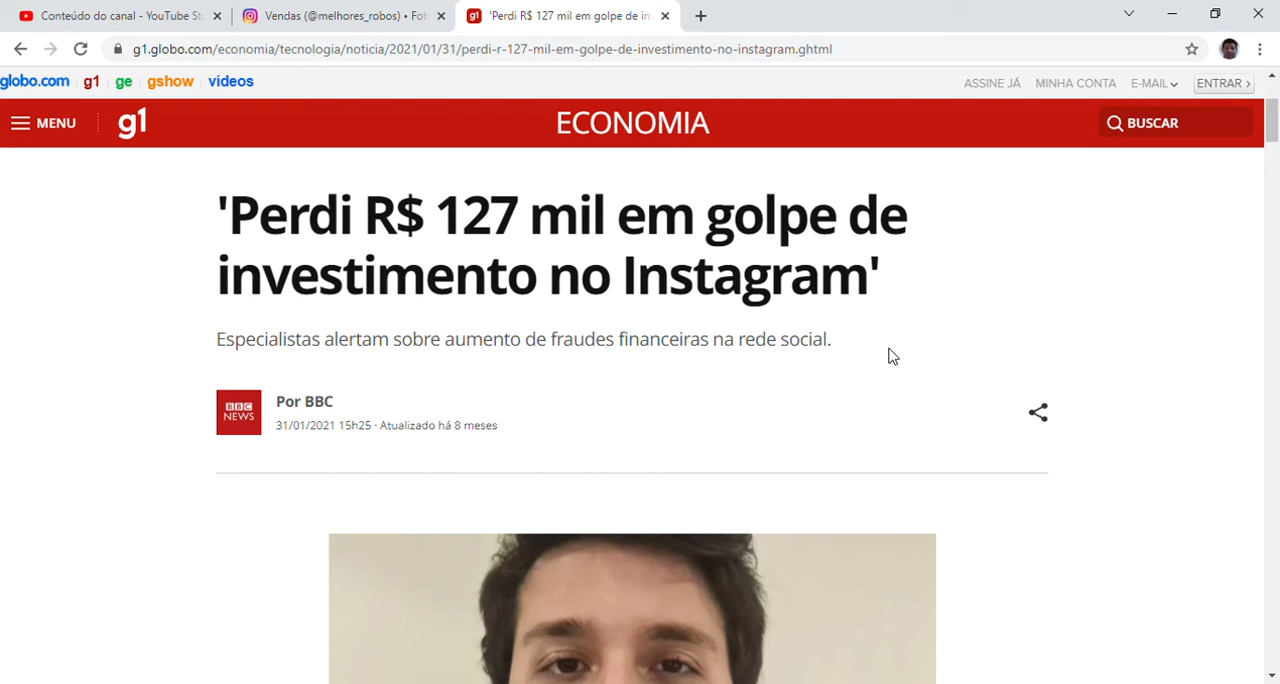 Conteúdo do canal - YouTube St
Vendas (@melhores_robos) • Fot
'Perdi R$ 127 mil em golpe de in
g1.globo.com/economia/tecnologia/noticia/2021/01/31/perdi-r-127-mil-em-golpe-de-investimento-no-instagram.ghtml
globo.com g1 ge gshow videos
ASSINE JÁ MINHA CONTA E-MAIL ENTRAR
MENU g1 ECONOMIA BUSCAR
'Perdi R$ 127 mil em golpe de
investimento no Instagram'
Especialistas alertam sobre aumento de fraudes financeiras na rede social.
BBC
NEWS
Por BBC
31/01/2021 15h25 · Atualizado há 8 meses